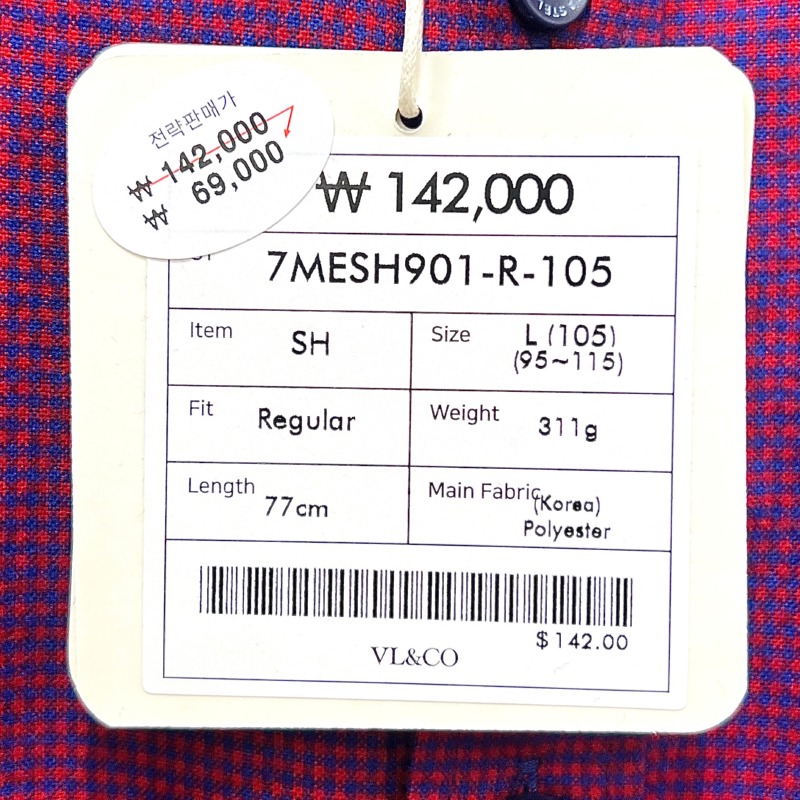 전략판매가
₩ 142,000
₩ 69,000
₩ 142,000
7MESH901-R-105
Item SH
Size L (105)
(95~115)
Fit Regular
Weight 311g
Length 77cm
Main Fabric (Korea)
Polyester
$142.00
VL&CO